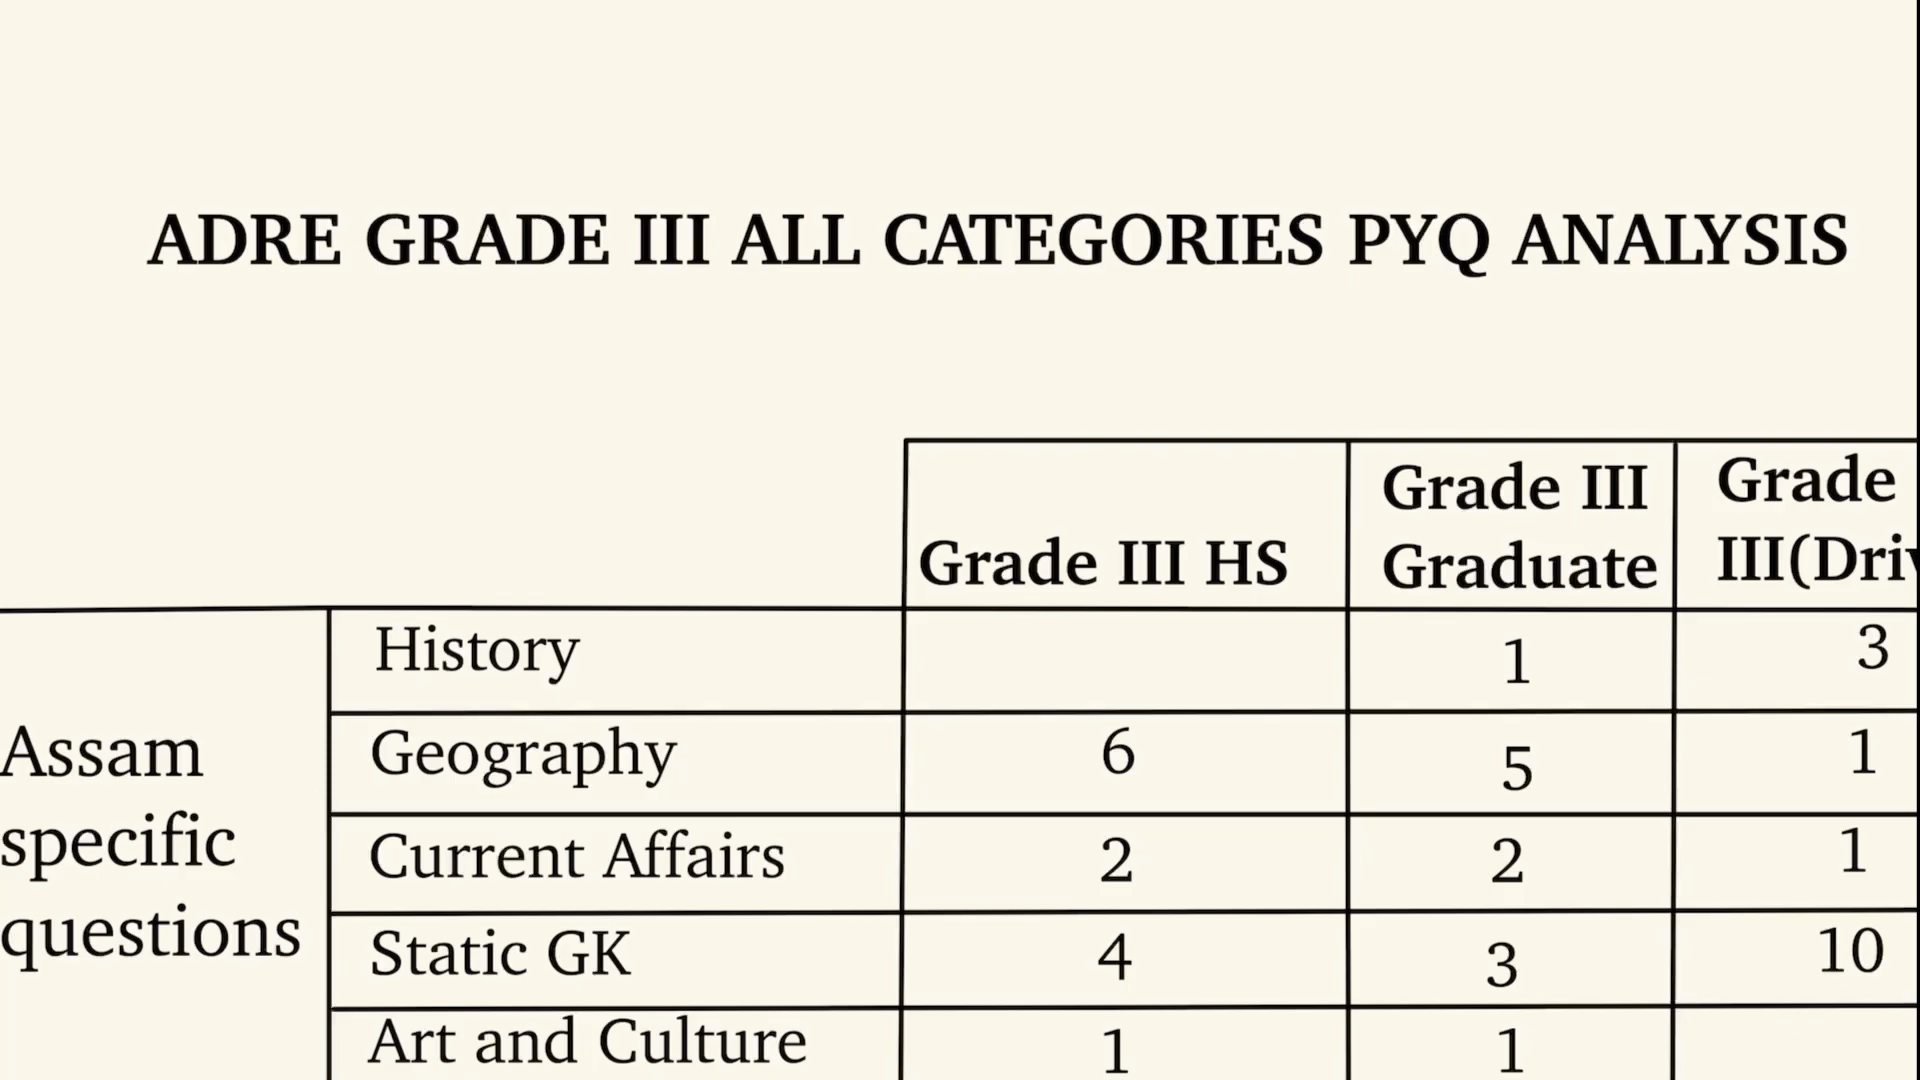 ADRE GRADE III ALL CATEGORIES PYQ ANALYSIS
Grade III HS
Grade III
Graduate
Grade
III(Driv
Assam
specific
questions
History 1 3
Geography 6 5 1
Current Affairs 2 2 1
Static GK 4 3 10
Art and Culture 1 1